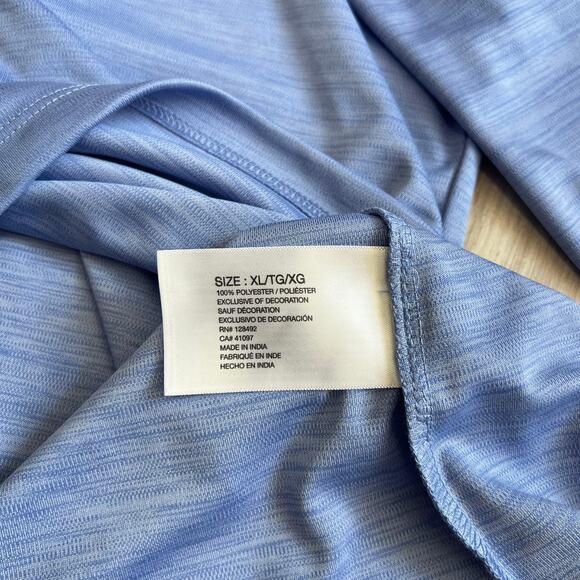 SIZE : XL/TG/XG
100% POLYESTER / POLIÉSTER
EXCLUSIVE OF DECORATION
SAUF DÉCORATION
EXCLUSIVO DE DECORACIÓN
RN# 128492
CA# 41097
MADE IN INDIA
FABRIQUÉ EN INDE
HECHO EN INDIA